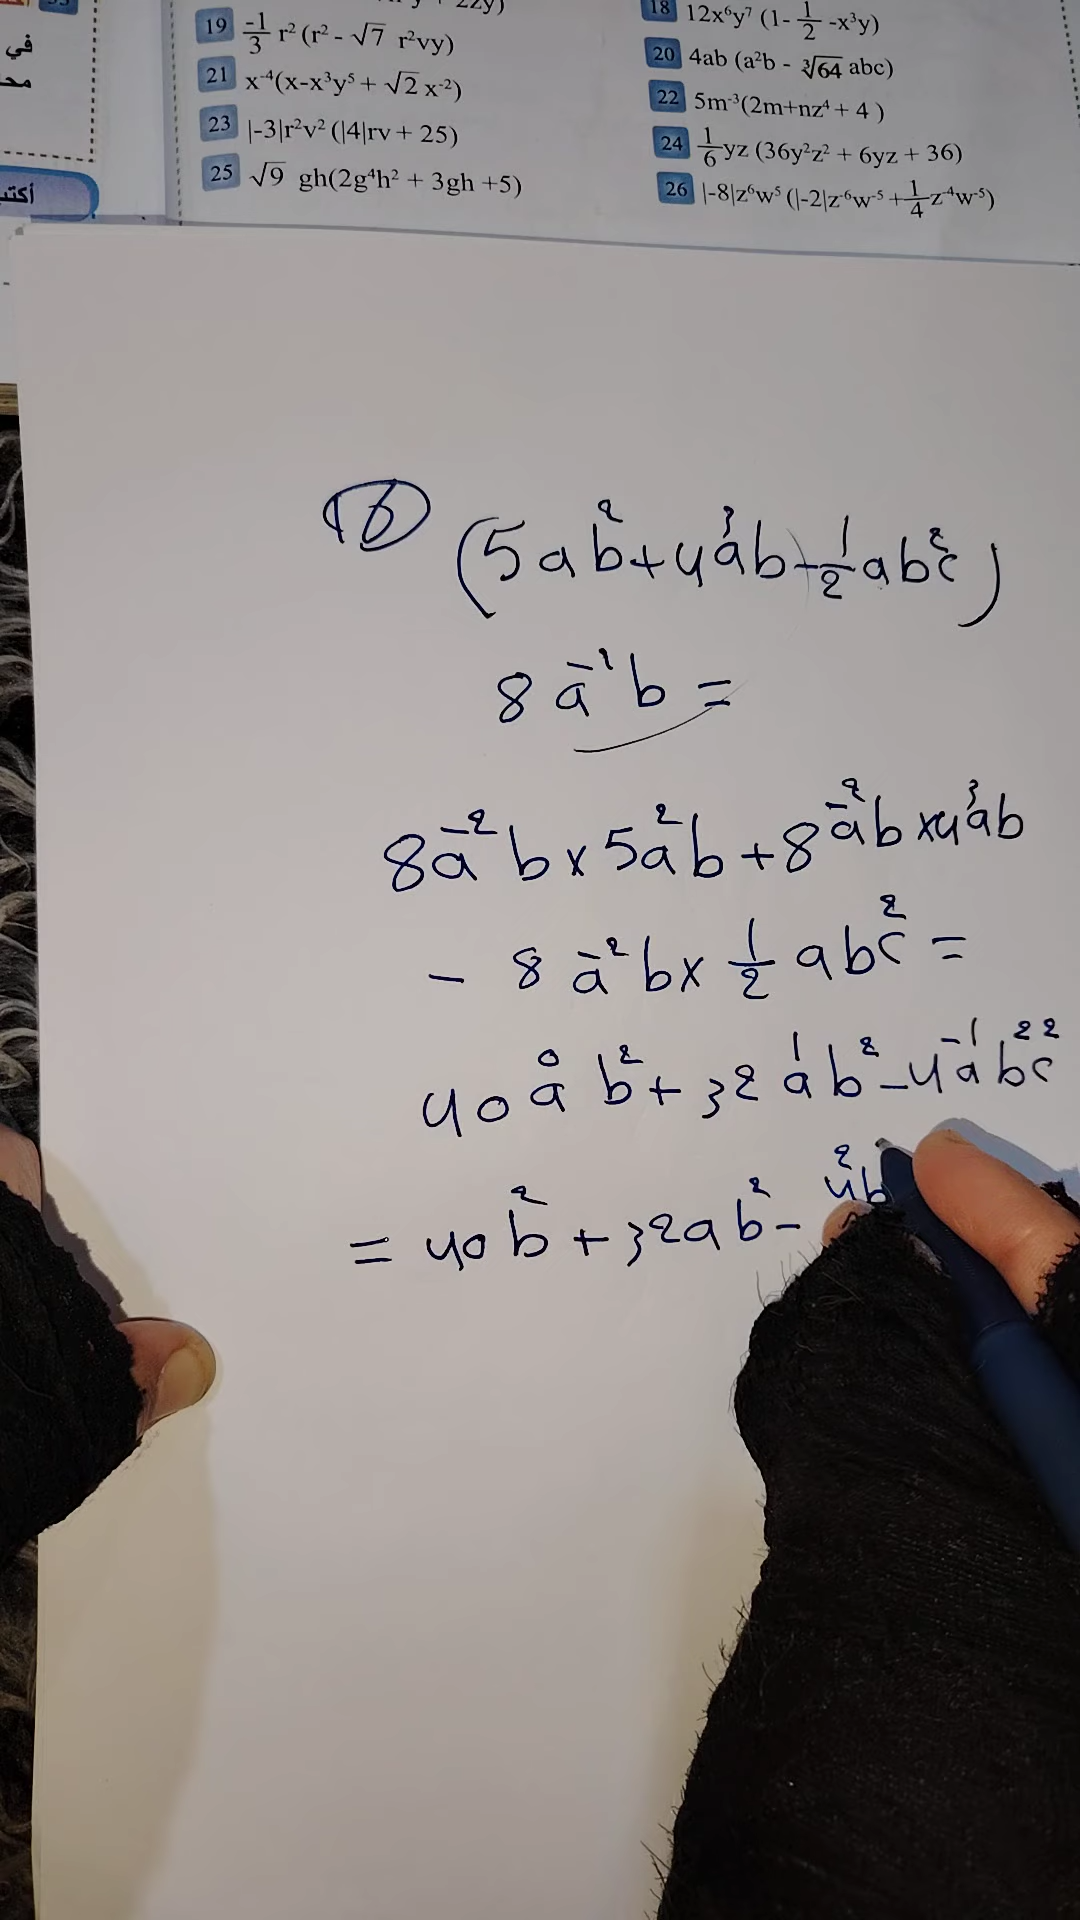 18 12x⁶y⁷ (1- 1/2 -x³y)
19 -1/3 r² (r² - √7 r²vy)
20 4ab (a²b - ∛64 abc)
21 x⁻⁴(x-x³y⁵ + √2 x⁻²)
22 5m⁻³(2m+nz⁴ + 4 )
23 |-3|r²v² (|4|rv + 25)
24 1/6 yz (36y²z² + 6yz + 36)
25 √9 gh(2g⁴h² + 3gh +5)
26 |-8|z⁶w⁵ (|-2|z⁻⁶w⁻⁵ + 1/4 z⁻⁴w⁻⁵)
في
أكتب
16 (5ab² + 4a³b - 1/2 abc²)
8a⁻¹b =
8a⁻²b × 5a²b + 8a⁻²b × 4a³b
- 8a⁻²b × 1/2 abc² =
40a⁰b² + 32a¹b² - 4a⁻¹b²c²
= 40b² + 32ab² - 4b²